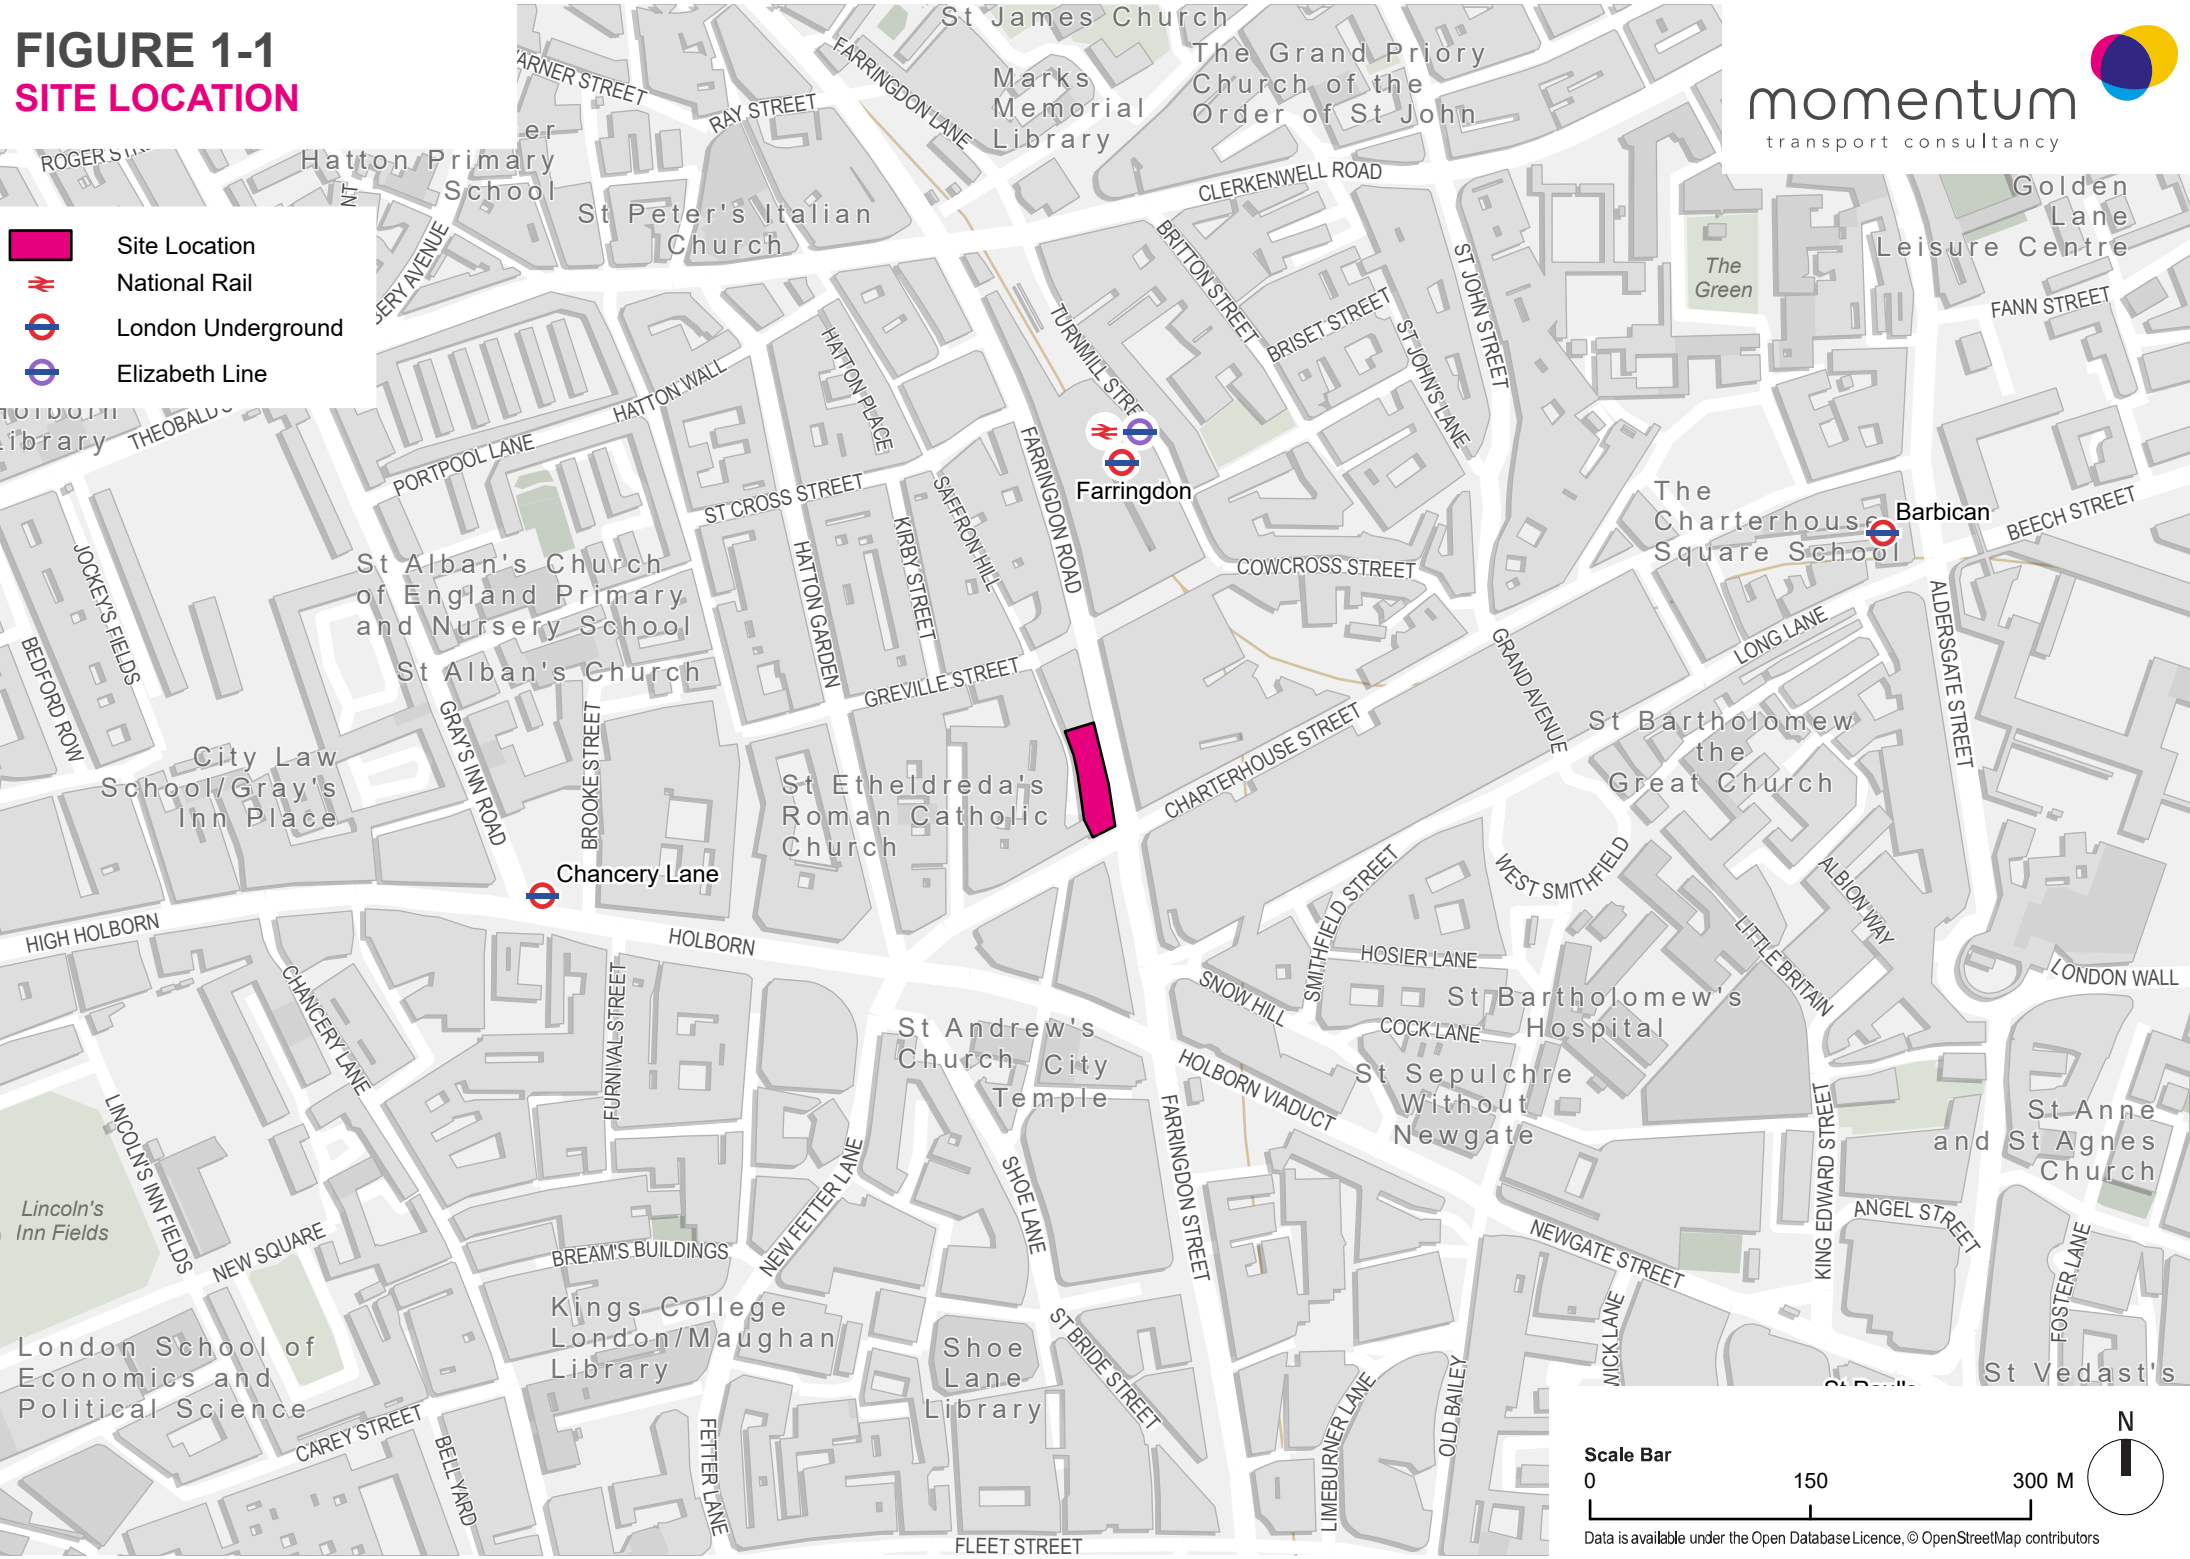 FIGURE 1-1
SITE LOCATION
momentum
transport consultancy
Site Location
National Rail
London Underground
Elizabeth Line
St James Church
The Grand Priory
Church of the
Order of St John
Marks
Memorial
Library
FARRINGDON LANE
RAY STREET
ARNER STREET
er
Hatton Primary
School
St Peter's Italian
Church
CLERKENWELL ROAD
BRITTON STREET
BRISET STREET
ST JOHN STREET
ST JOHN'S LANE
The
Green
Golden
Lane
Leisure Centre
FANN STREET
TURNMILL STRE
HATTON WALL
HATTON PLACE
PORTPOOL LANE
ST CROSS STREET
SAFFRON HILL
KIRBY STREET
HATTON GARDEN
FARRINGDON ROAD
Farringdon
COWCROSS STREET
The
Charterhouse
Square School
Barbican
BEECH STREET
LONG LANE
ALDERSGATE STREET
GRAND AVENUE
Library
THEOBALD'S
JOCKEY'S FIELDS
BEDFORD ROW
St Alban's Church
of England Primary
and Nursery School
St Alban's Church
GREVILLE STREET
GRAY'S INN ROAD
BROOKE STREET
City Law
School/Gray's
Inn Place
St Etheldreda's
Roman Catholic
Church
CHARTERHOUSE STREET
St Bartholomew
the
Great Church
WEST SMITHFIELD
SMITHFIELD STREET
ALBION WAY
LITTLE BRITAIN
Chancery Lane
HIGH HOLBORN
HOLBORN
CHANCERY LANE
FURNIVAL STREET
HOSIER LANE
SNOW HILL
COCK LANE
St Bartholomew's
Hospital
LONDON WALL
St Andrew's
Church
City
Temple
HOLBORN VIADUCT
St Sepulchre
Without
Newgate
KING EDWARD STREET
St Anne
and St Agnes
Church
LINCOLN'S INN FIELDS
Lincoln's
Inn Fields
NEW SQUARE
BREAM'S BUILDINGS
NEW FETTER LANE
SHOE LANE
FARRINGDON STREET
NEWGATE STREET
ANGEL STREET
FOSTER LANE
Kings College
London/Maughan
Library
London School of
Economics and
Political Science
CAREY STREET
BELL YARD
FETTER LANE
Shoe
Lane
Library
ST BRIDE STREET
LIMEBURNER LANE
OLD BAILEY
WICK LANE
St Vedast's
FLEET STREET
Scale Bar
0 150 300 M
N
Data is available under the Open Database Licence, © OpenStreetMap contributors